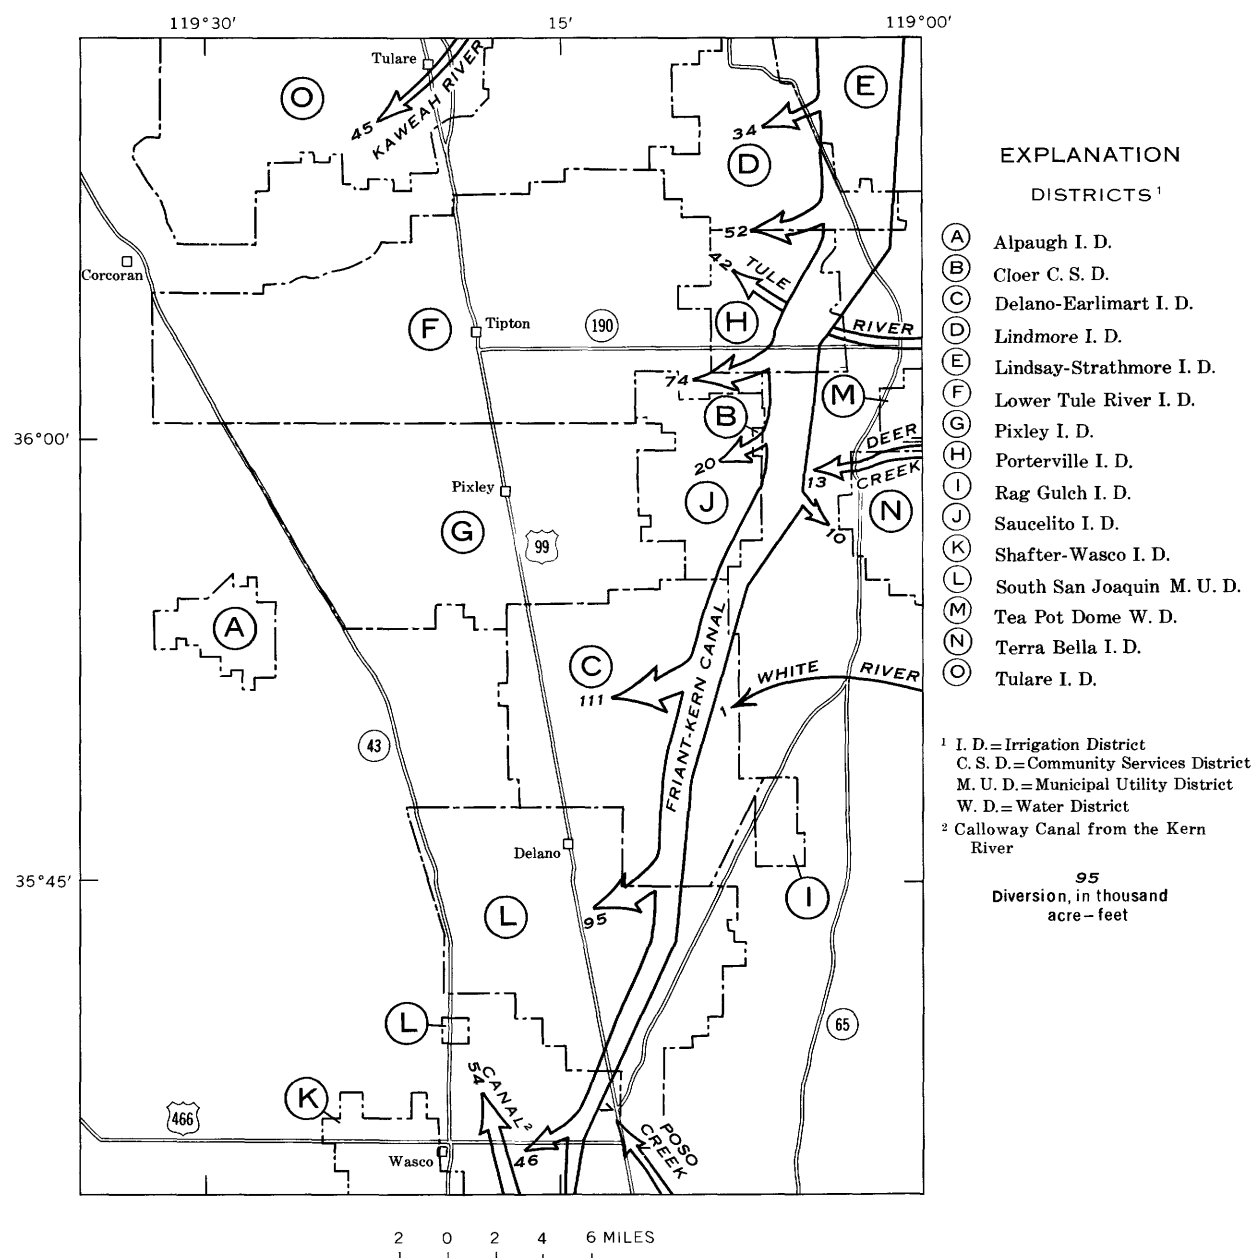 119°30′ 15′ 119°00′
Tulare
KAWEAH RIVER
45
O
E
34
D
52
42
TULE
RIVER
Corcoran
F
Tipton
190
H
74
B
M
DEER
CREEK
36°00′
20
13
Pixley
J
N
10
G
99
A
C
111
FRIANT-KERN CANAL
WHITE RIVER
1
43
Delano
35°45′
95
L
I
L
65
54
CANAL²
K
7
466
Wasco
46
POSO
CREEK
2 0 2 4 6 MILES
EXPLANATION
DISTRICTS¹
A Alpaugh I. D.
B Cloer C. S. D.
C Delano-Earlimart I. D.
D Lindmore I. D.
E Lindsay-Strathmore I. D.
F Lower Tule River I. D.
G Pixley I. D.
H Porterville I. D.
I Rag Gulch I. D.
J Saucelito I. D.
K Shafter-Wasco I. D.
L South San Joaquin M. U. D.
M Tea Pot Dome W. D.
N Terra Bella I. D.
O Tulare I. D.
¹ I. D.=Irrigation District
C. S. D.=Community Services District
M. U. D.=Municipal Utility District
W. D.=Water District
² Calloway Canal from the Kern
River
95
Diversion, in thousand
acre-feet